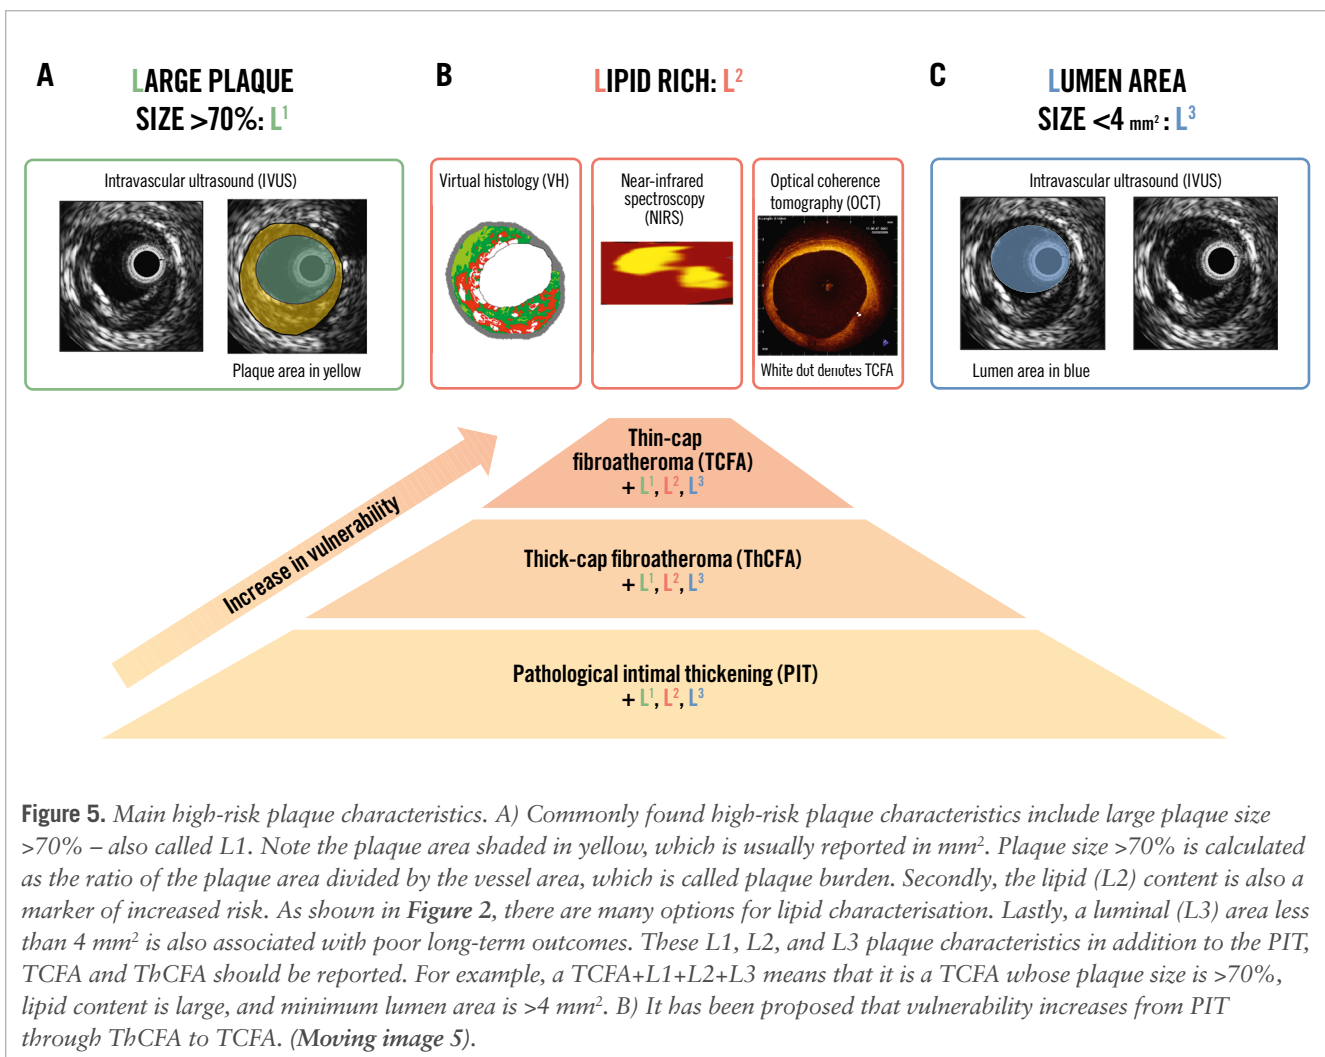 A
LARGE PLAQUE
SIZE >70%: L¹
B
LIPID RICH: L²
C
LUMEN AREA
SIZE <4 mm² : L³
Intravascular ultrasound (IVUS)
Plaque area in yellow
Virtual histology (VH)
Near-infrared
spectroscopy
(NIRS)
Optical coherence
tomography (OCT)
White dot denotes TCFA
Intravascular ultrasound (IVUS)
Lumen area in blue
Increase in vulnerability
Thin-cap
fibroatheroma (TCFA)
+ L¹, L², L³
Thick-cap fibroatheroma (ThCFA)
+ L¹, L², L³
Pathological intimal thickening (PIT)
+ L¹, L², L³
Figure 5. Main high-risk plaque characteristics. A) Commonly found high-risk plaque characteristics include large plaque size
>70% – also called L1. Note the plaque area shaded in yellow, which is usually reported in mm². Plaque size >70% is calculated
as the ratio of the plaque area divided by the vessel area, which is called plaque burden. Secondly, the lipid (L2) content is also a
marker of increased risk. As shown in Figure 2, there are many options for lipid characterisation. Lastly, a luminal (L3) area less
than 4 mm² is also associated with poor long-term outcomes. These L1, L2, and L3 plaque characteristics in addition to the PIT,
TCFA and ThCFA should be reported. For example, a TCFA+L1+L2+L3 means that it is a TCFA whose plaque size is >70%,
lipid content is large, and minimum lumen area is >4 mm². B) It has been proposed that vulnerability increases from PIT
through ThCFA to TCFA. (Moving image 5).